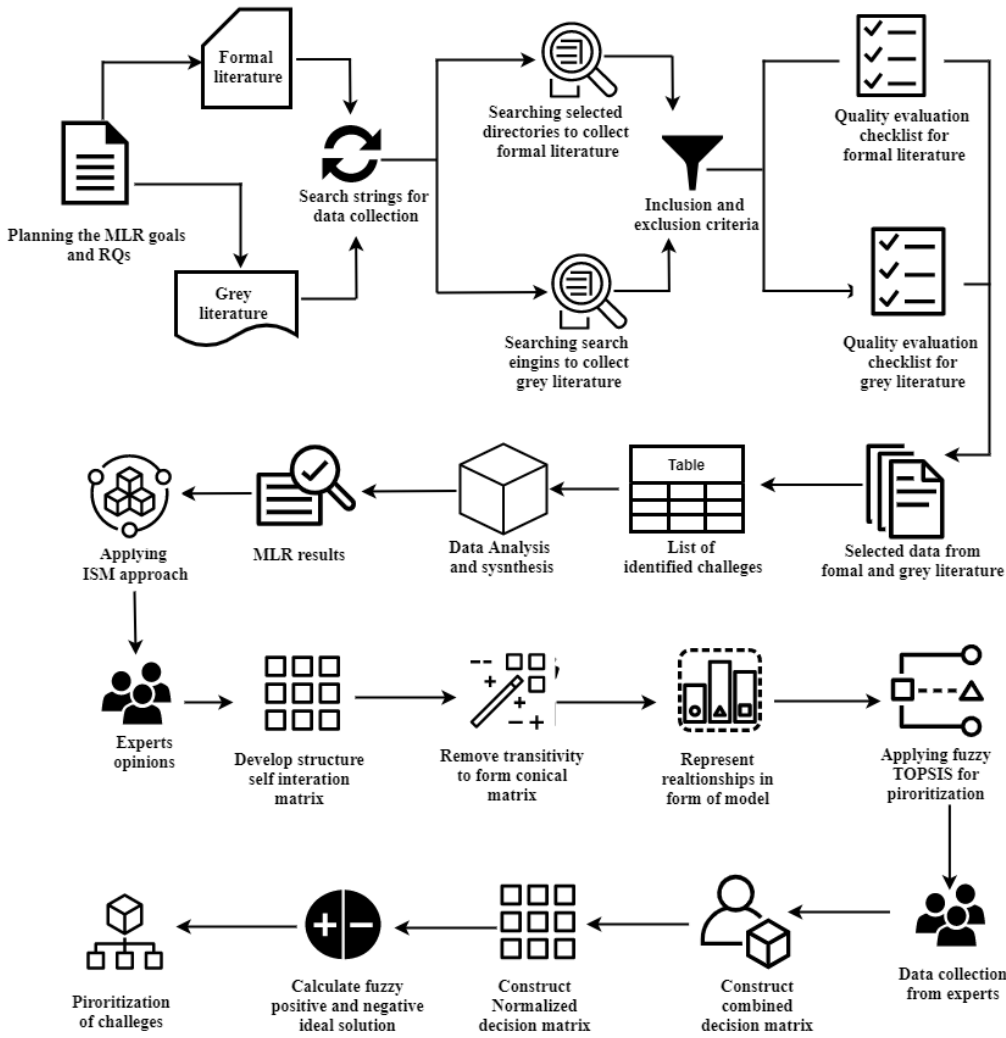 Formal
literature
Planning the MLR goals
and RQs
Grey
literature
Search strings for
data collection
Searching selected
directories to collect
formal literature
Searching search
eingins to collect
grey literature
Inclusion and
exclusion criteria
Quality evaluation
checklist for
formal literature
Quality evaluation
checklist for
grey literature
Selected data from
fomal and grey literature
Table
List of
identified challeges
Data Analysis
and sysnthesis
MLR results
Applying
ISM approach
Experts
opinions
Develop structure
self interation
matrix
Remove transitivity
to form conical
matrix
Represent
realtionships in
form of model
Applying fuzzy
TOPSIS for
piroritization
Data collection
from experts
Construct
combined
decision matrix
Construct
Normalized
decision matrix
Calculate fuzzy
positive and negative
ideal solution
Piroritization
of challeges